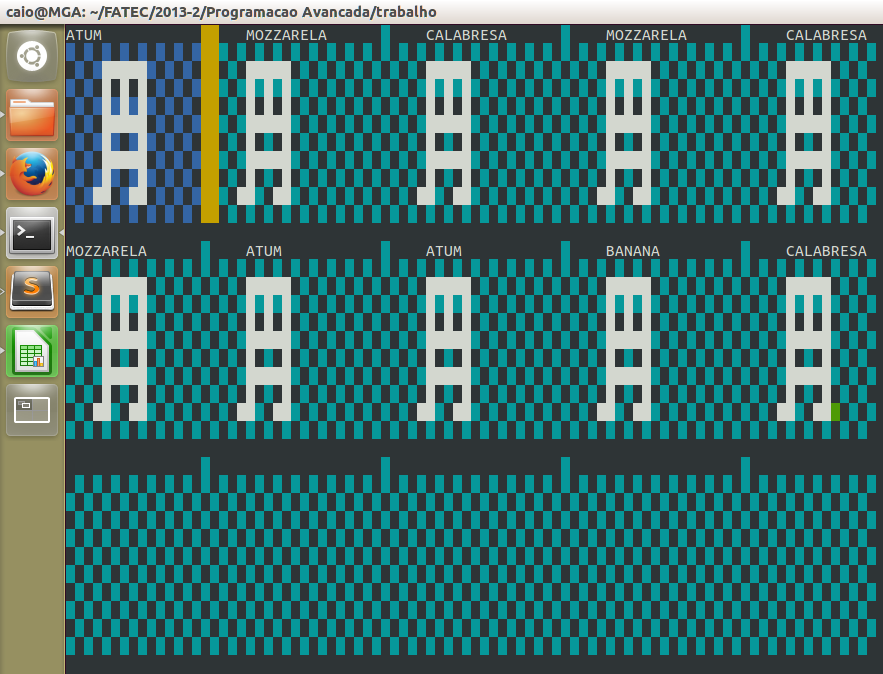 caio@MGA: ~/FATEC/2013-2/Programacao Avancada/trabalho
ATUM MOZZARELA CALABRESA MOZZARELA CALABRESA
MOZZARELA ATUM ATUM BANANA CALABRESA